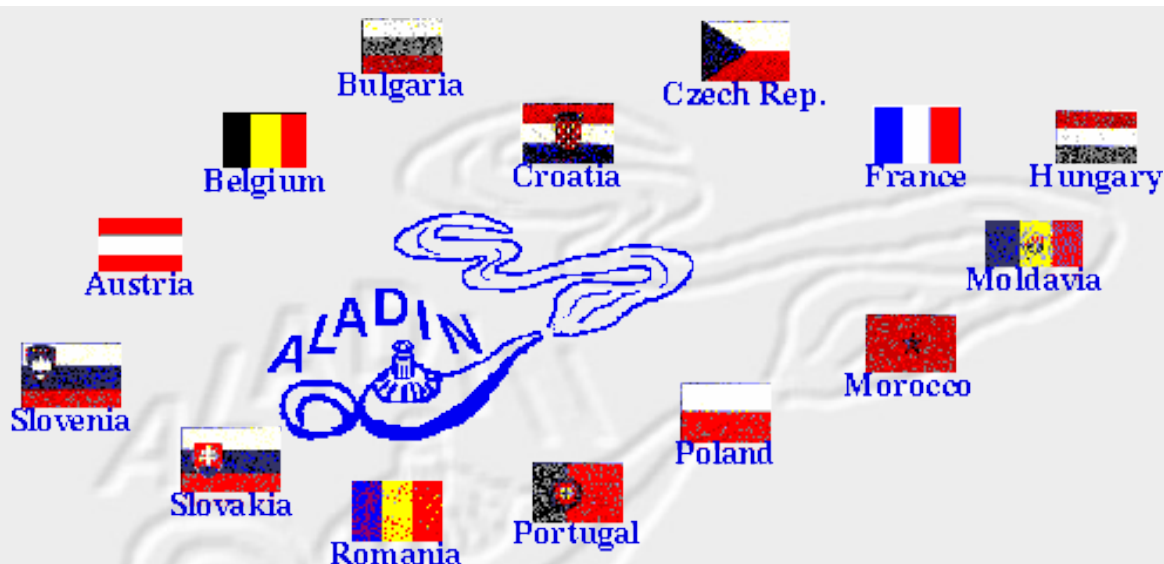 Bulgaria
Czech Rep.
Belgium
Croatia
France
Hungary
Austria
Moldavia
ALADIN
Morocco
Slovenia
Poland
Slovakia
Portugal
Romania